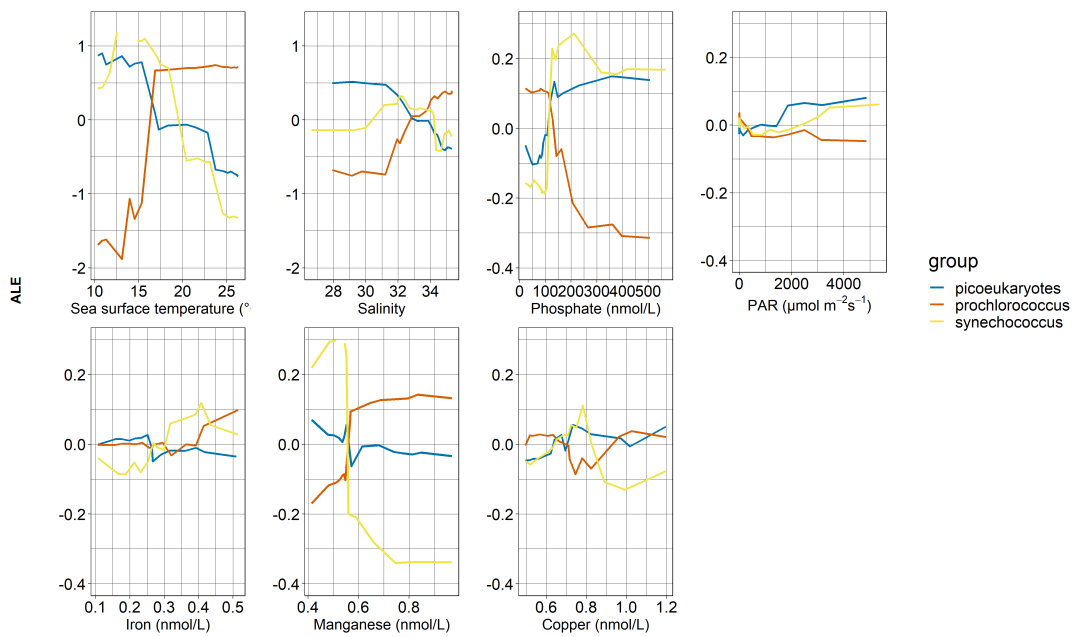 ALE
1
0
-1
-2
10 15 20 25
Sea surface temperature (°
1
0
-1
-2
28 30 32 34
Salinity
0.2
0.0
-0.2
-0.4
0 100200300400500
Phosphate (nmol/L)
0.2
0.0
-0.2
-0.4
0 2000 4000
PAR (μmol m⁻²s⁻¹)
group
picoeukaryotes
prochlorococcus
synechococcus
0.2
0.0
-0.2
-0.4
0.1 0.2 0.3 0.4 0.5
Iron (nmol/L)
0.2
0.0
-0.2
-0.4
0.4 0.6 0.8
Manganese (nmol/L)
0.2
0.0
-0.2
-0.4
0.6 0.8 1.0 1.2
Copper (nmol/L)